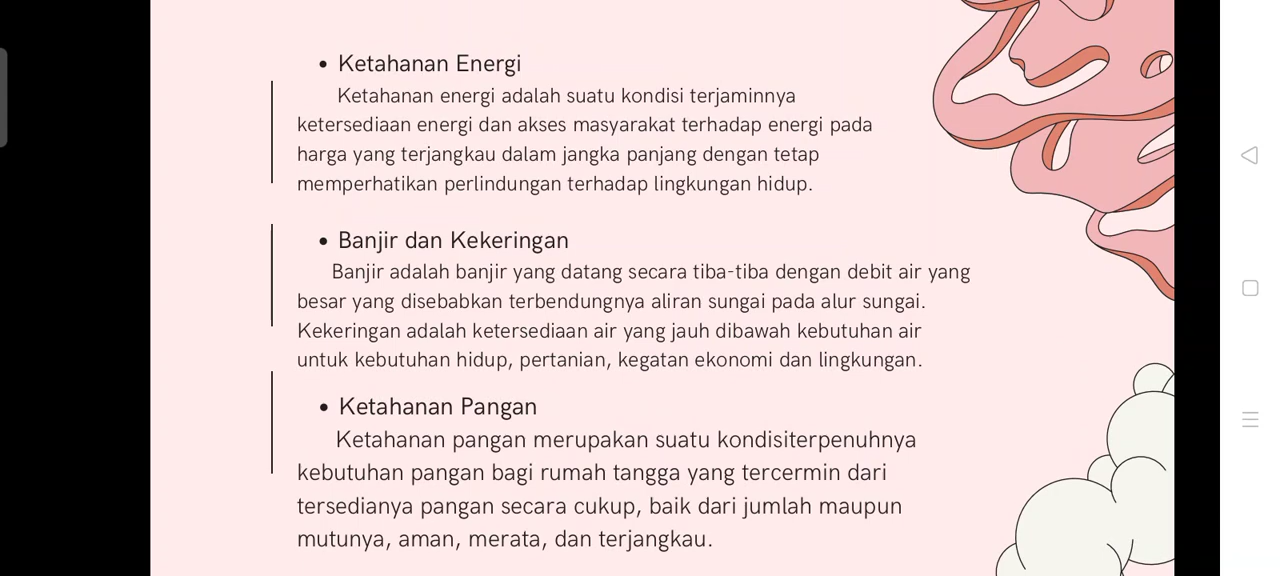 • Ketahanan Energi
Ketahanan energi adalah suatu kondisi terjaminnya
ketersediaan energi dan akses masyarakat terhadap energi pada
harga yang terjangkau dalam jangka panjang dengan tetap
memperhatikan perlindungan terhadap lingkungan hidup.
• Banjir dan Kekeringan
Banjir adalah banjir yang datang secara tiba-tiba dengan debit air yang
besar yang disebabkan terbendungnya aliran sungai pada alur sungai.
Kekeringan adalah ketersediaan air yang jauh dibawah kebutuhan air
untuk kebutuhan hidup, pertanian, kegatan ekonomi dan lingkungan.
• Ketahanan Pangan
Ketahanan pangan merupakan suatu kondisiterpenuhnya
kebutuhan pangan bagi rumah tangga yang tercermin dari
tersedianya pangan secara cukup, baik dari jumlah maupun
mutunya, aman, merata, dan terjangkau.